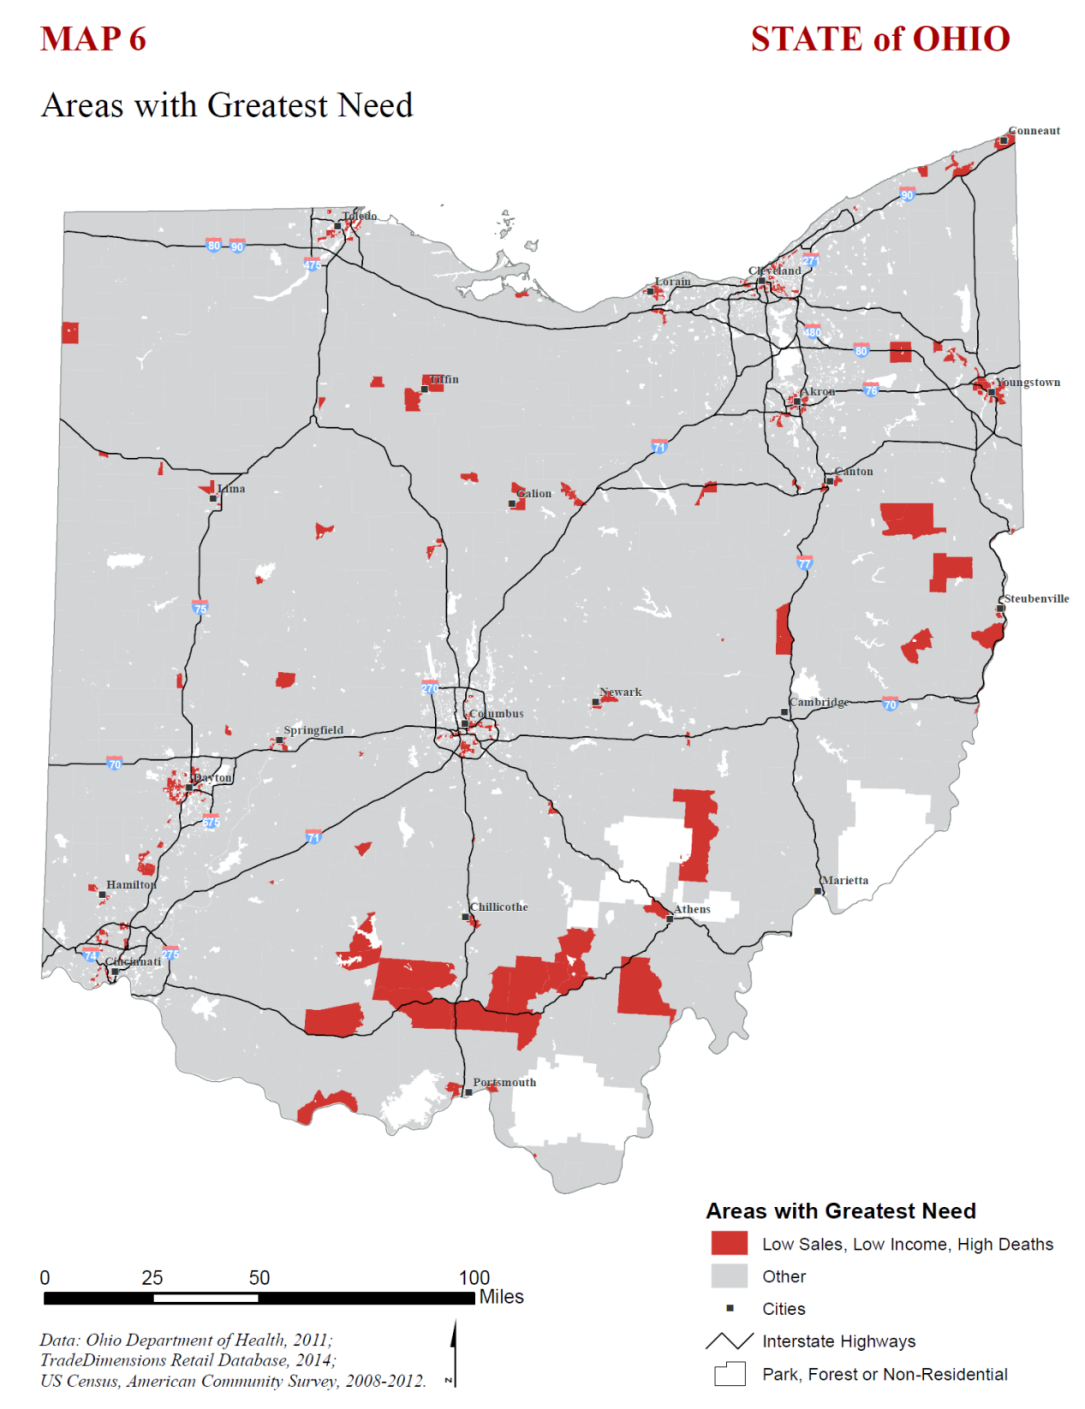 MAP 6
STATE of OHIO
Areas with Greatest Need
Conneaut
90
Toledo
80
90
475
271
Cleveland
Lorain
480
80
Tiffin
Youngstown
76
Akron
71
Canton
Lima
Galion
77
75
Steubenville
270
Newark
Cambridge
70
Columbus
Springfield
70
Dayton
675
71
Hamilton
Marietta
Chillicothe
Athens
74
275
Cincinnati
Portsmouth
Areas with Greatest Need
Low Sales, Low Income, High Deaths
Other
Cities
Interstate Highways
Park, Forest or Non-Residential
0 25 50 100
Miles
Data: Ohio Department of Health, 2011;
TradeDimensions Retail Database, 2014;
US Census, American Community Survey, 2008-2012.
N